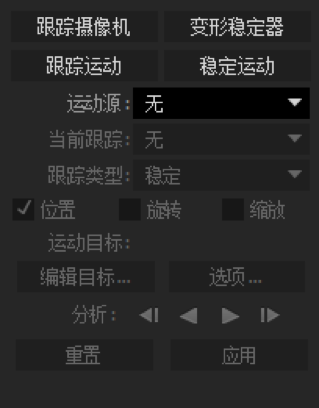 跟踪摄像机 变形稳定器
跟踪运动 稳定运动
运动源: 无
当前跟踪: 无
跟踪类型: 稳定
位置 旋转 缩放
运动目标:
编辑目标... 选项...
分析:
重置 应用